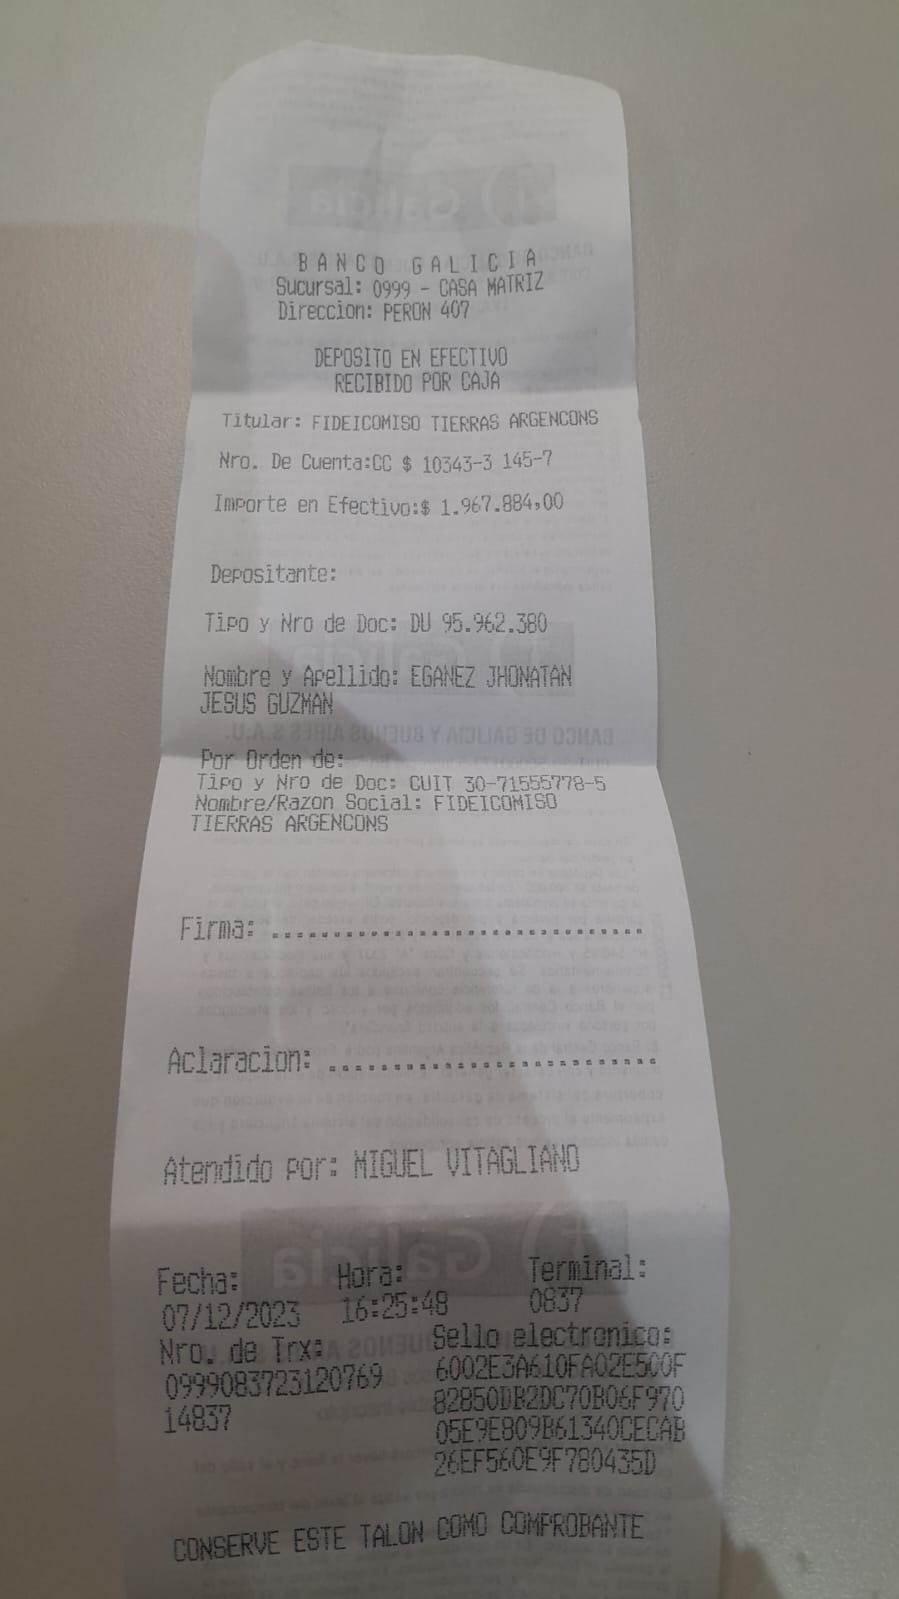 BANCO GALICIA
Sucursal: 0999 - CASA MATRIZ
Direccion: PERON 407
DEPOSITO EN EFECTIVO
RECIBIDO POR CAJA
Titular: FIDEICOMISO TIERRAS ARGENCONS
Nro. De Cuenta:CC $ 10343-3 145-7
Importe en Efectivo:$ 1.967.884,00
Depositante:
Tipo y Nro de Doc: DU 95.962.380
Nombre y Apellido: EGANEZ JHONATAN
JESUS GUZMAN
Por Orden de:
Tipo y Nro de Doc: CUIT 30-71555778-5
Nombre/Razon Social: FIDEICOMISO
TIERRAS ARGENCONS
Firma: ................................
Aclaracion: ............................
Atendido por: MIGUEL VITAGLIANO
Fecha: Hora: Terminal:
07/12/2023 16:25:48 0837
Nro. de Trx: Sello electronico:
0999083723120769 6002E3A610FA02E500F
14837 82850DB2DC70B06F970
05E9E809B61340CECAB
26EF560E9F780435D
CONSERVE ESTE TALON COMO COMPROBANTE